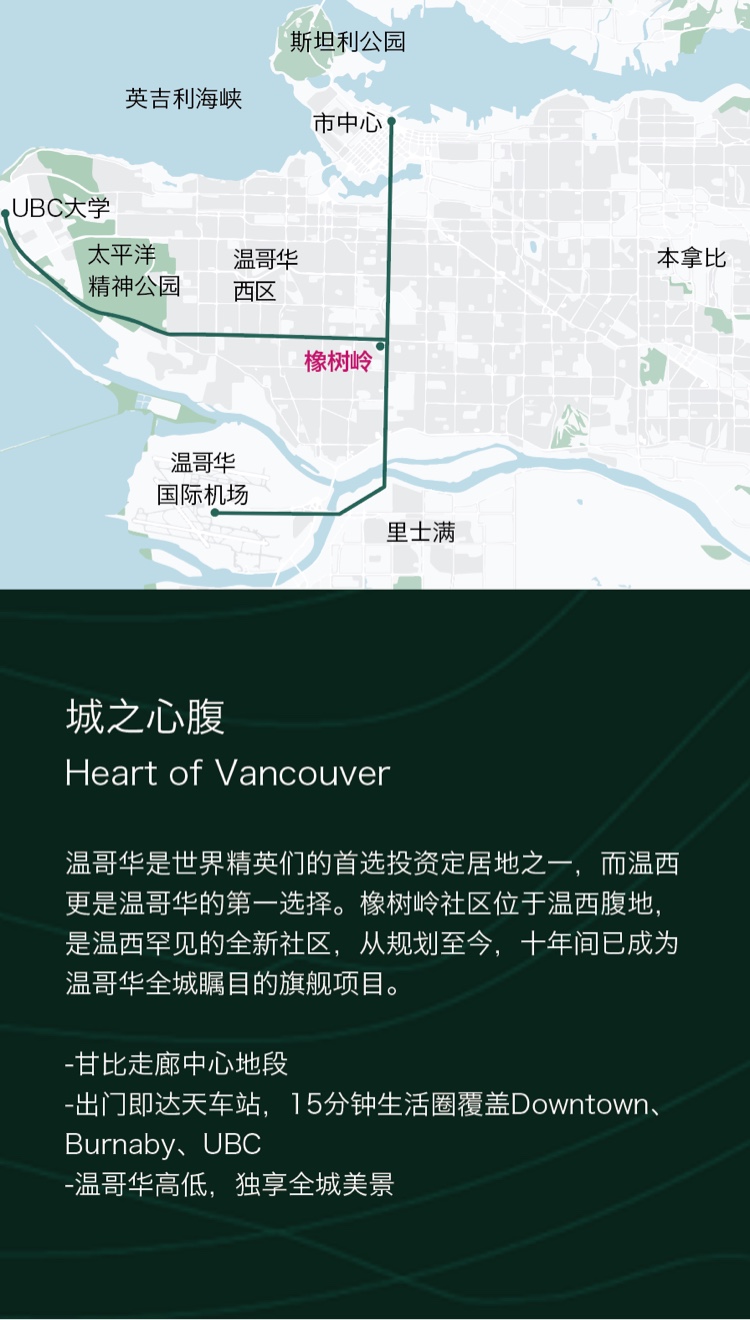 斯坦利公园
英吉利海峡
市中心
UBC大学
太平洋
精神公园
温哥华
西区
本拿比
橡树岭
温哥华
国际机场
里士满
城之心腹
Heart of Vancouver
温哥华是世界精英们的首选投资定居地之一，而温西
更是温哥华的第一选择。橡树岭社区位于温西腹地，
是温西罕见的全新社区，从规划至今，十年间已成为
温哥华全城瞩目的旗舰项目。
-甘比走廊中心地段
-出门即达天车站，15分钟生活圈覆盖Downtown、
Burnaby、UBC
-温哥华高低，独享全城美景